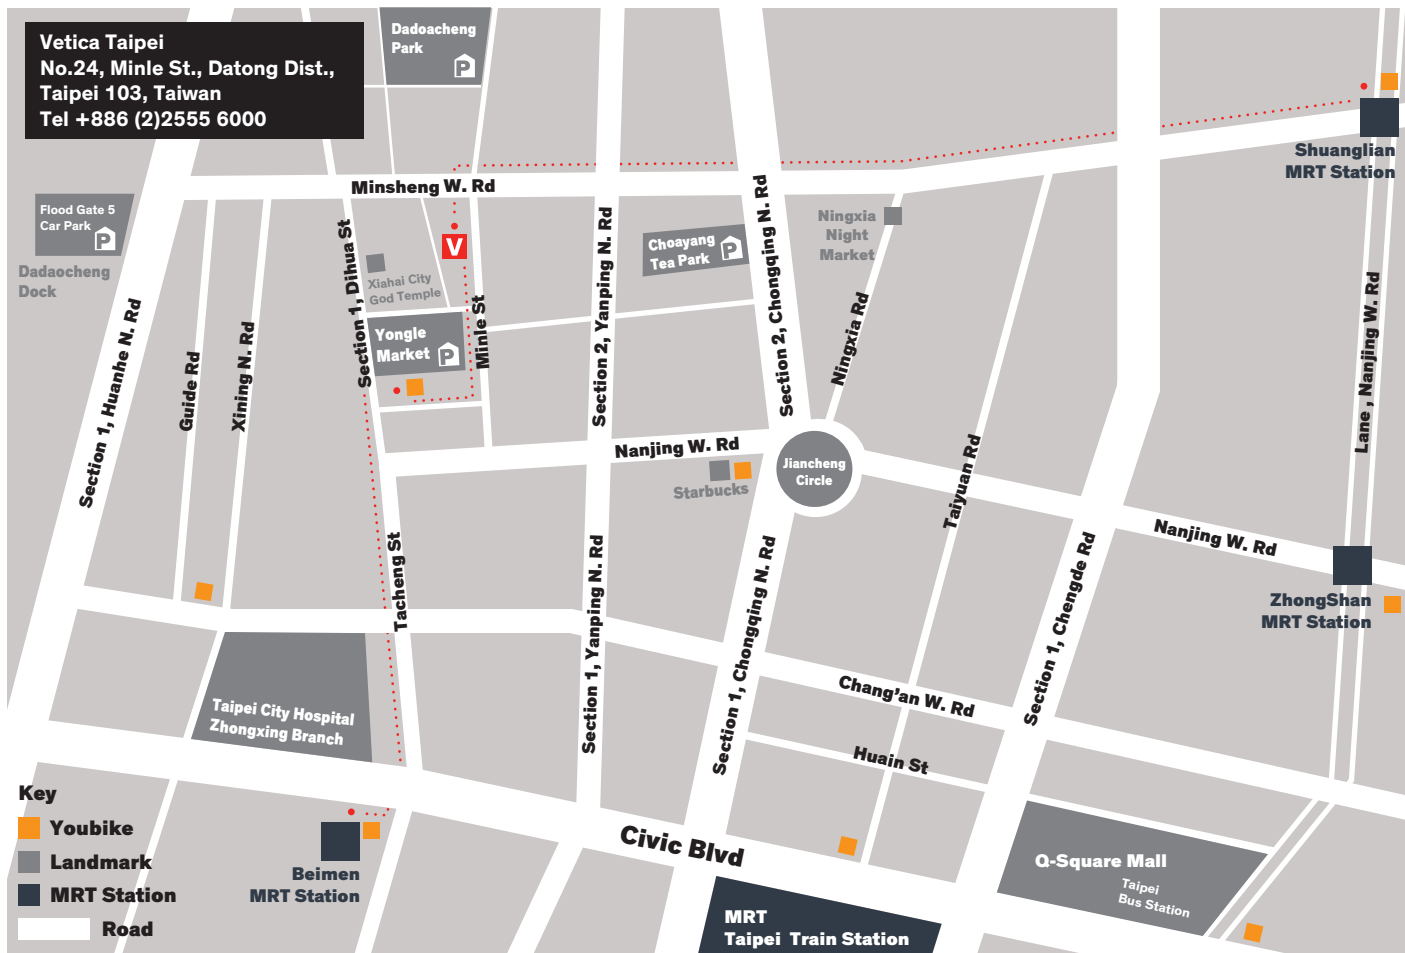 Vetica Taipei
No.24, Minle St., Datong Dist.,
Taipei 103, Taiwan
Tel +886 (2)2555 6000
Dadoacheng
Park
P
Shuanglian
MRT Station
Minsheng W. Rd
Flood Gate 5
Car Park
P
Dadaocheng
Dock
V
Xiahai City
God Temple
Choayang
Tea Park
P
Ningxia
Night
Market
Yongle
Market
P
Section 1, Huanhe N. Rd
Guide Rd
Xining N. Rd
Section 1, Dihua St
Minle St
Section 2, Yanping N. Rd
Section 2, Chongqing N. Rd
Ningxia Rd
Lane , Nanjing W. Rd
Nanjing W. Rd
Jiancheng
Circle
Starbucks
Taiyuan Rd
Nanjing W. Rd
Tacheng St
Section 1, Yanping N. Rd
Section 1, Chongqing N. Rd
Section 1, Chengde Rd
ZhongShan
MRT Station
Chang'an W. Rd
Huain St
Taipei City Hospital
Zhongxing Branch
Key
Youbike
Landmark
MRT Station
Road
Beimen
MRT Station
Civic Blvd
Q-Square Mall
Taipei
Bus Station
MRT
Taipei Train Station